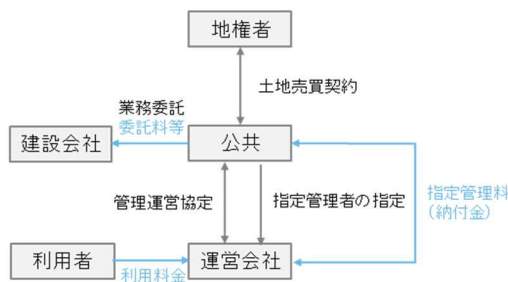 地権者
土地売買契約
業務委託
委託料等
建設会社
公共
管理運営協定
指定管理者の指定
指定管理料
(納付金)
利用者
利用料金
運営会社